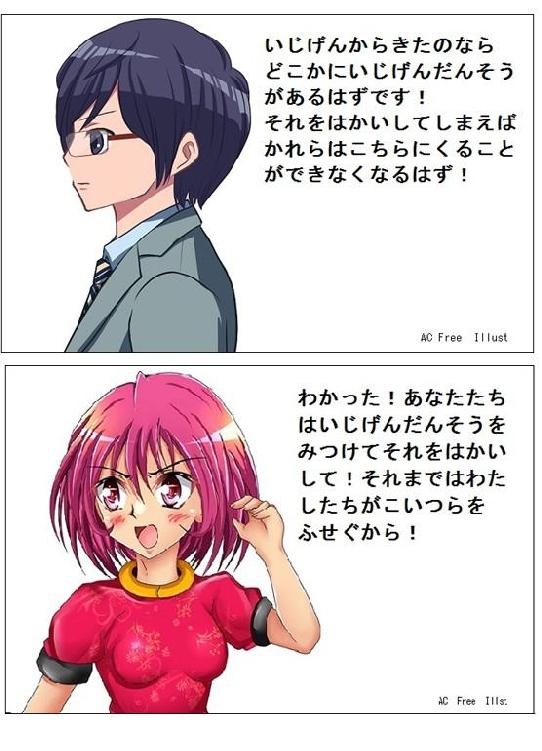 いじげんからきたのなら
どこかにいじげんだんそう
があるはずです！
それをはかいしてしまえば
かれらはこちらにくること
ができなくなるはず！
AC Free Illust
わかった！あなたたち
はいじげんだんそうを
みつけてそれをはかい
して！それまではわた
したちがこいつらを
ふせぐから！
AC Free Ills.